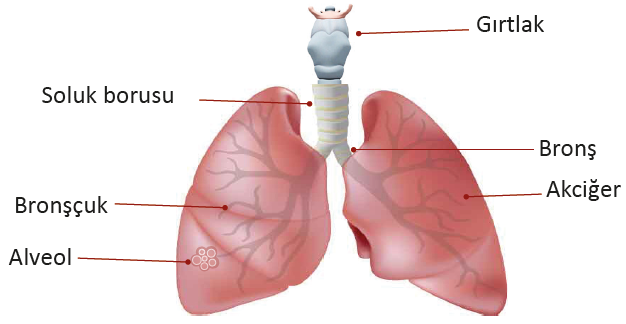 Gırtlak
Soluk borusu
Bronş
Akciğer
Bronşçuk
Alveol